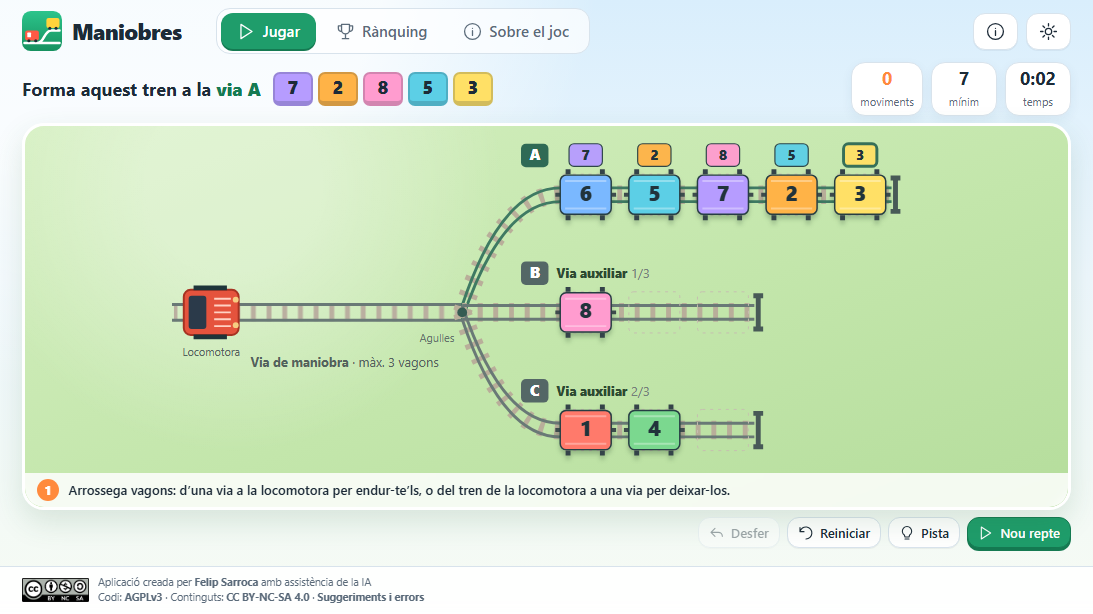 Maniobres
Jugar
Rànquing
Sobre el joc
Forma aquest tren a la via A 7 2 8 5 3
0 moviments
7 mínim
0:02 temps
A 7 2 8 5 3
6 5 7 2 3
B Via auxiliar 1/3
8
Locomotora
Agulles
Via de maniobra · màx. 3 vagons
C Via auxiliar 2/3
1 4
1 Arrossega vagons: d’una via a la locomotora per endur-te’ls, o del tren de la locomotora a una via per deixar-los.
Desfer
Reiniciar
Pista
Nou repte
cc BY NC SA
Aplicació creada per Felip Sarroca amb assistència de la IA
Codi: AGPLv3 · Continguts: CC BY-NC-SA 4.0 · Suggeriments i errors